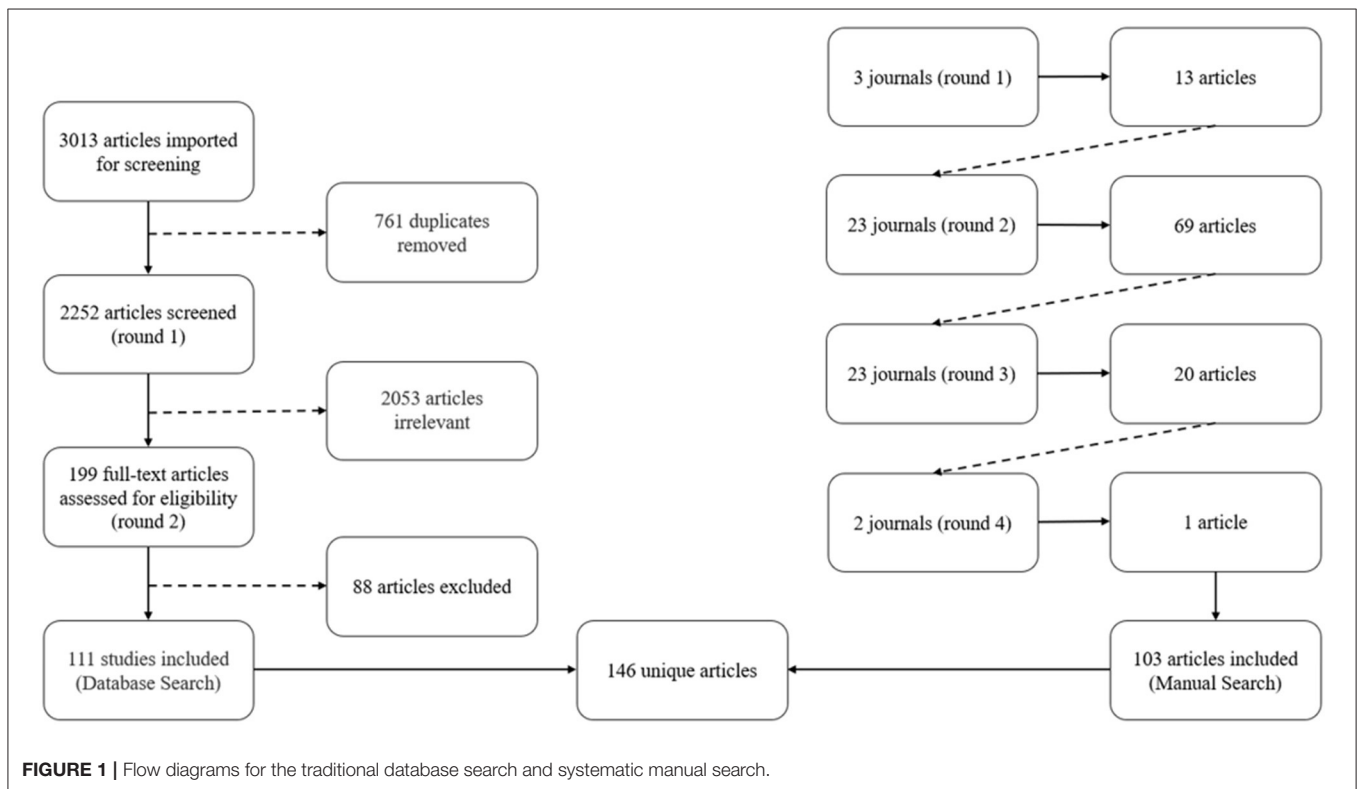 3013 articles imported
for screening
761 duplicates
removed
2252 articles screened
(round 1)
2053 articles
irrelevant
199 full-text articles
assessed for eligibility
(round 2)
88 articles excluded
111 studies included
(Database Search)
146 unique articles
3 journals (round 1)
13 articles
23 journals (round 2)
69 articles
23 journals (round 3)
20 articles
2 journals (round 4)
1 article
103 articles included
(Manual Search)
FIGURE 1 | Flow diagrams for the traditional database search and systematic manual search.